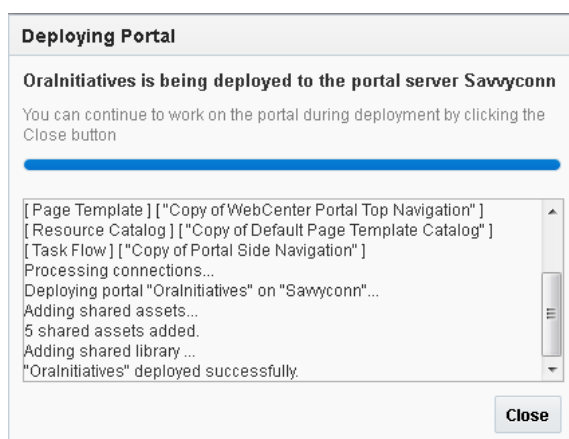 Deploying Portal
OraInitiatives is being deployed to the portal server Savvyconn
You can continue to work on the portal during deployment by clicking the
Close button
[ Page Template ] ["Copy of WebCenter Portal Top Navigation" ]
[ Resource Catalog ] ["Copy of Default Page Template Catalog" ]
[ Task Flow ] ["Copy of Portal Side Navigation" ]
Processing connections...
Deploying portal "OraInitiatives" on "Savvyconn"...
Adding shared assets...
5 shared assets added.
Adding shared library ...
"OraInitiatives" deployed successfully.
Close